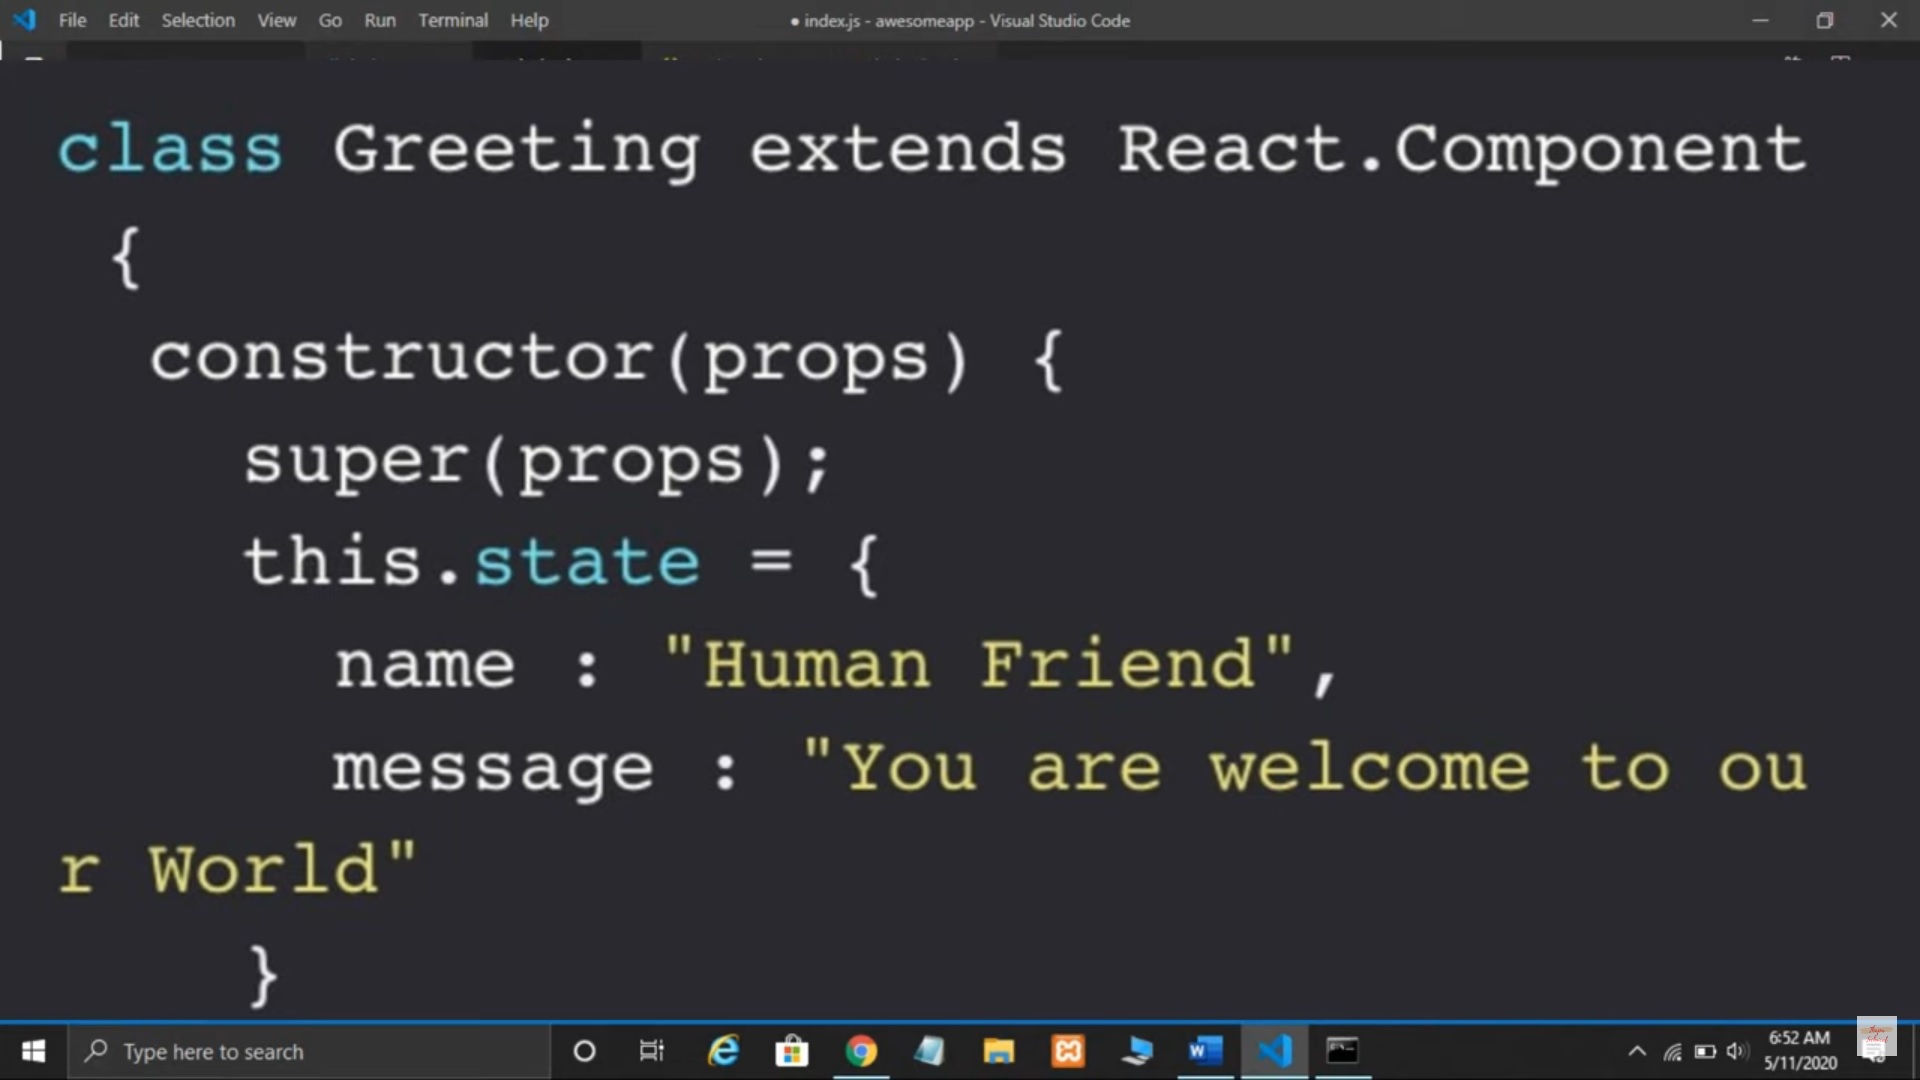 File Edit Selection View Go Run Terminal Help
● index.js - awesomeapp - Visual Studio Code
class Greeting extends React.Component
{
constructor(props) {
super(props);
this.state = {
name : "Human Friend",
message : "You are welcome to ou
r World"
}
Type here to search
6:52 AM
5/11/2020